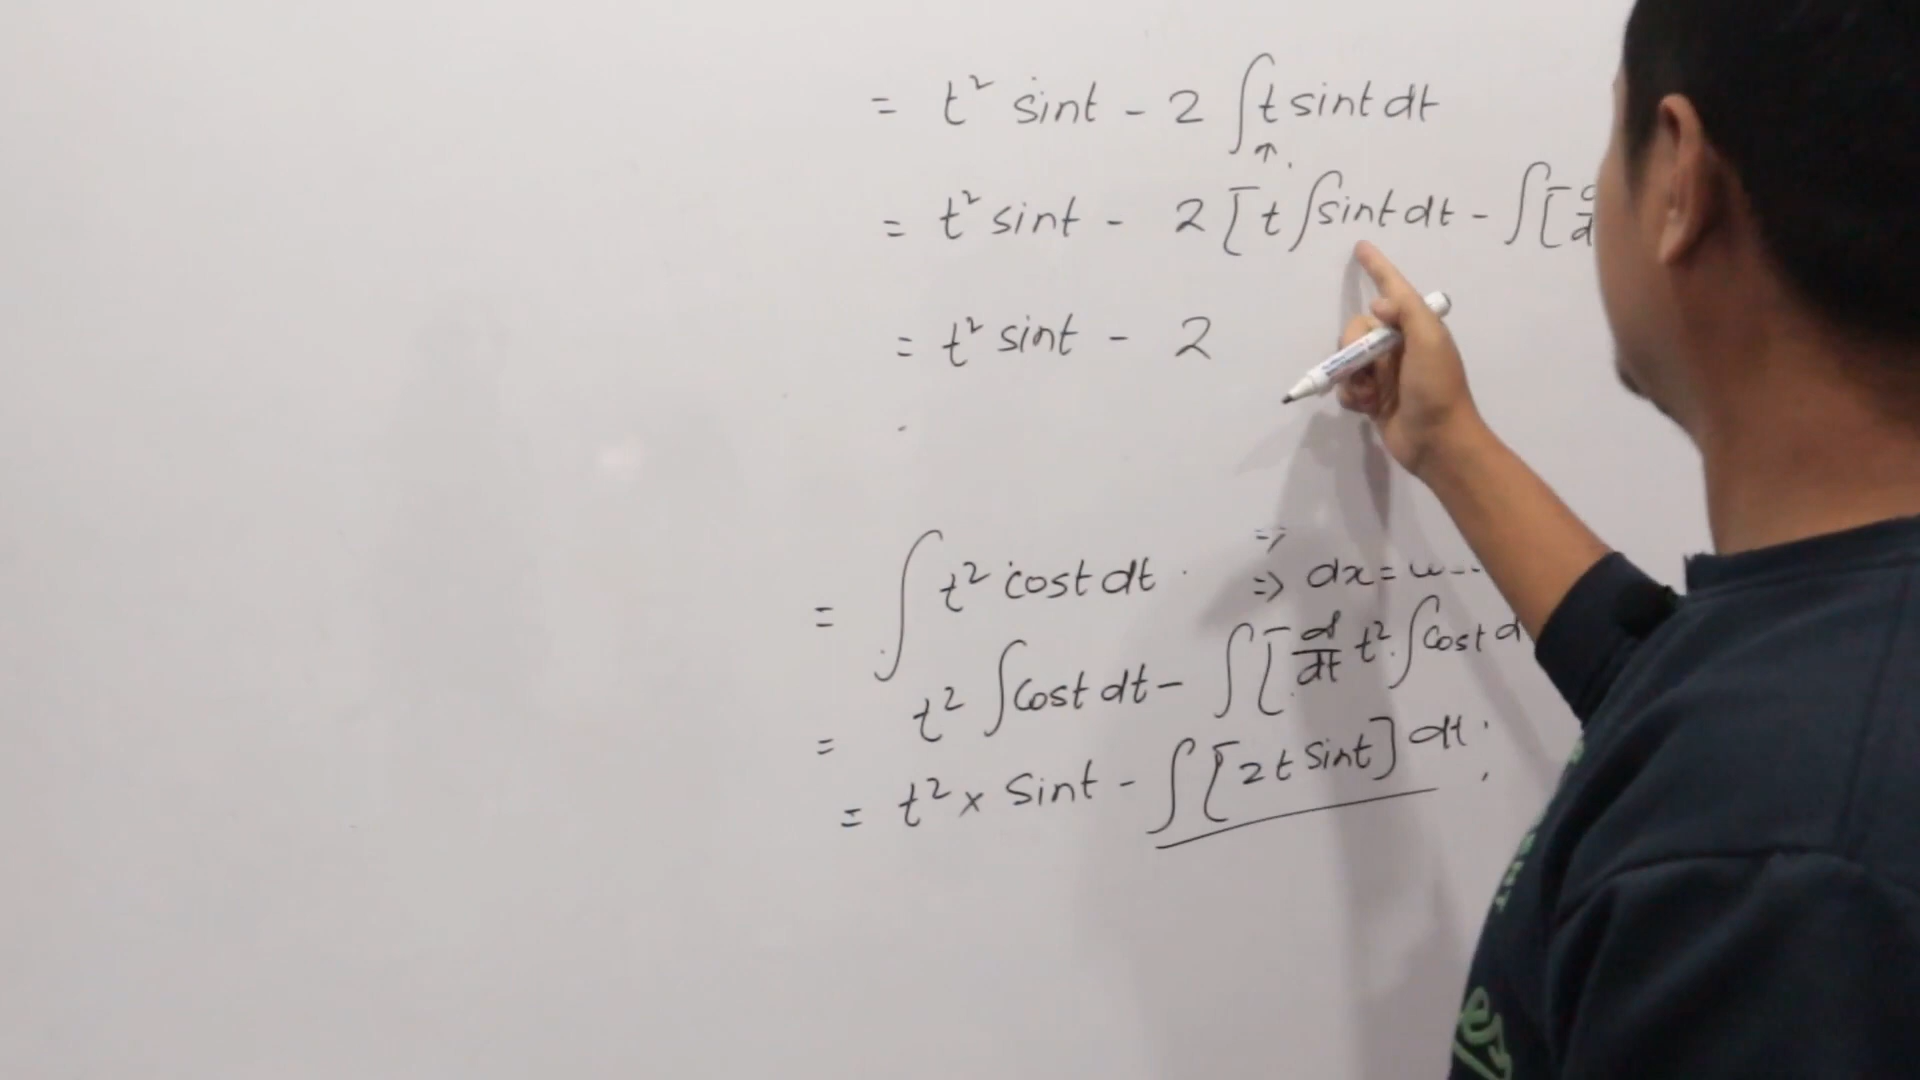 = t² sint - 2 ∫t sint dt
↑
= t² sint - 2 [t ∫sint dt - ∫[
= t² sint - 2
= ∫ t² cost dt
⇒
⇒ dx =
= t² ∫cost dt - ∫[d/dt t². ∫cost d
= t² × sint - ∫[2t sint] dt